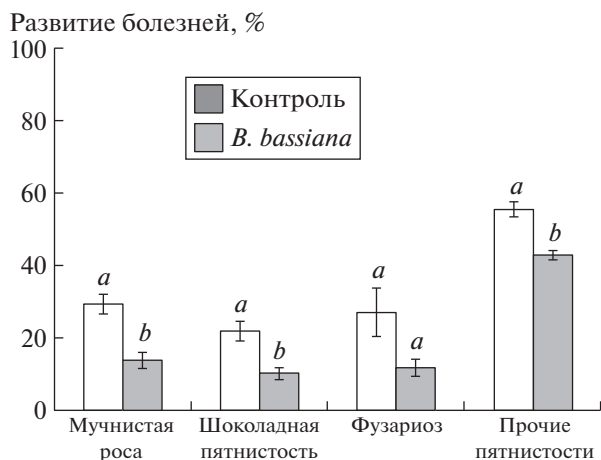 Развитие болезней, %
100
80
60
40
20
0
Контроль
B. bassiana
a
b
a
b
a
a
a
b
Мучнистая
роса
Шоколадная
пятнистость
Фузариоз
Прочие
пятнистости